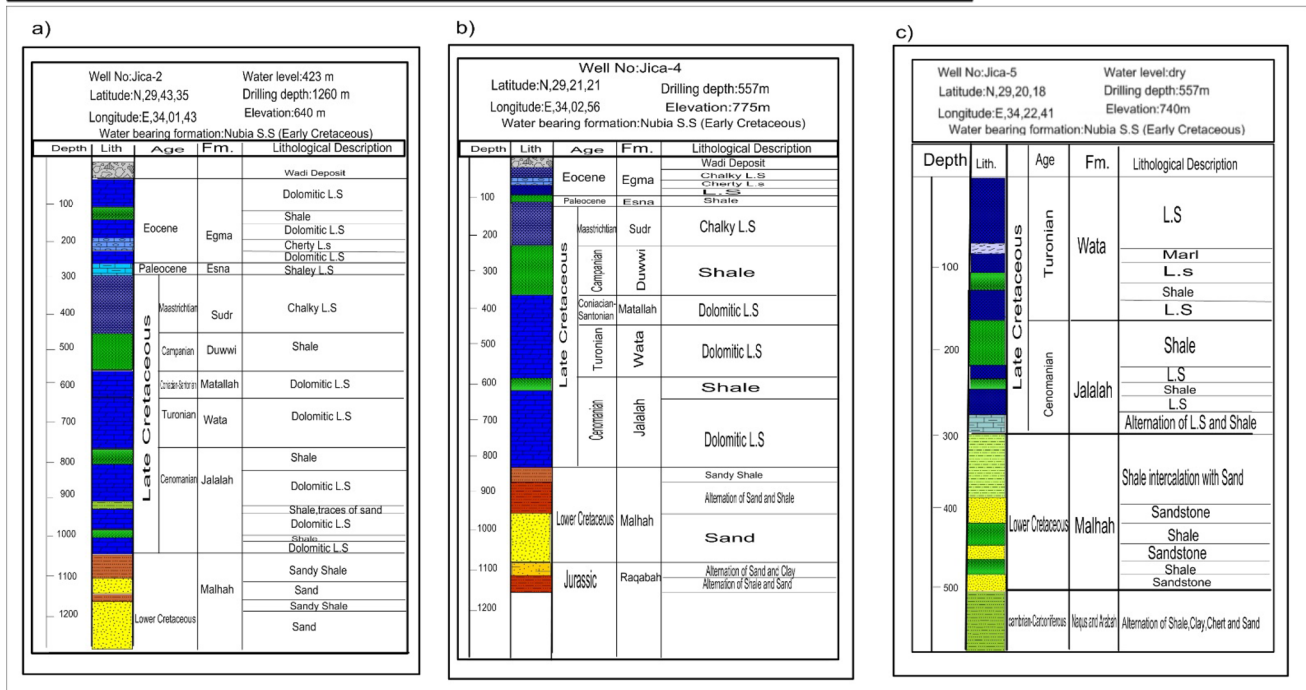 a)
Well No:Jica-2 Water level:423 m
Latitude:N,29,43,35 Drilling depth:1260 m
Longitude:E,34,01,43 Elevation:640 m
Water bearing formation:Nubia S.S (Early Cretaceous)
Depth Lith Age Fm. Lithological Description
Wadi Deposit
Dolomitic L.S
100
Shale
Eocene Egma Dolomitic L.S
200
Cherty L.s
Dolomitic L.S
Paleocene Esna Shaley L.S
300
Late Cretaceous
Maastrichtian Sudr Chalky L.S
400
Campanian Duwwi Shale
500
Coniacian-Santonian Matallah Dolomitic L.S
600
Turonian Wata Dolomitic L.S
700
Shale
800
Cenomanian Jalalah Dolomitic L.S
900
Shale,traces of sand
Dolomitic L.S
1000
Shale
Dolomitic L.S
Sandy Shale
1100
Malhah Sand
Sandy Shale
1200
Lower Cretaceous Sand
b)
Well No:Jica-4
Latitude:N,29,21,21 Drilling depth:557m
Longitude:E,34,02,56 Elevation:775m
Water bearing formation:Nubia S.S (Early Cretaceous)
Depth Lith Age Fm. Lithological Description
Wadi Deposit
Eocene Egma Chalky L.S
Cherty L.s
L.S
100
Paleocene Esna Shale
Late Cretaceous
Maastrichtian Sudr Chalky L.S
200
Campanian Duwwi Shale
300
400
Coniacian-Santonian Matallah Dolomitic L.S
Turonian Wata Dolomitic L.S
500
600
Shale
Cenomanian Jalalah Dolomitic L.S
700
800
Sandy Shale
900
Alternation of Sand and Shale
Lower Cretaceous Malhah Sand
1000
1100
Jurassic Raqabah Alternation of Sand and Clay
Alternation of Shale and Sand
1200
c)
Well No:Jica-5 Water level:dry
Latitude:N,29,20,18 Drilling depth:557m
Longitude:E,34,22,41 Elevation:740m
Water bearing formation:Nubia S.S (Early Cretaceous)
Depth Lith. Age Fm. Lithological Description
Late Cretaceous
Turonian Wata L.S
Marl
100
L.s
Shale
L.S
Shale
200
Cenomanian Jalalah L.S
Shale
L.S
Alternation of L.S and Shale
300
Shale intercalation with Sand
400
Sandstone
Lower Cretaceous Malhah Shale
Sandstone
Shale
500
Sandstone
cambrian-Carboniferous Naqus and Arabah Alternation of Shale,Clay,Chert and Sand